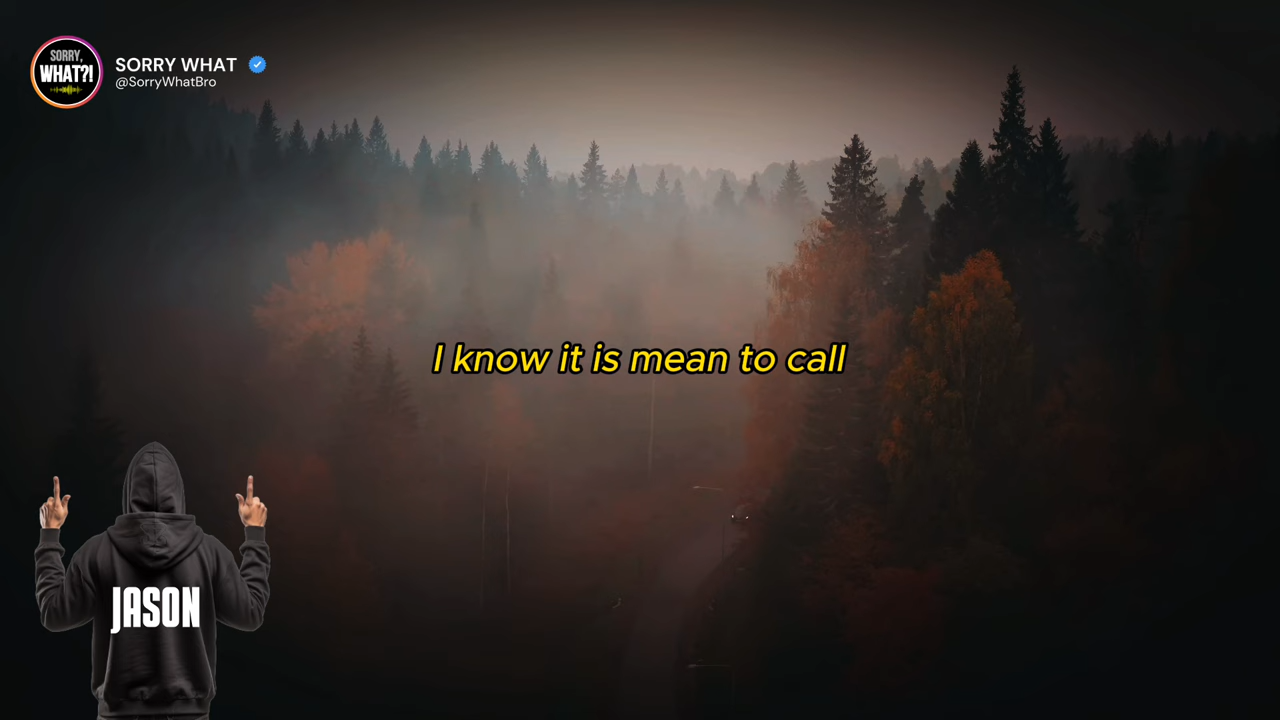 SORRY,
WHAT?!
SORRY WHAT
@SorryWhatBro
I know it is mean to call
JASON